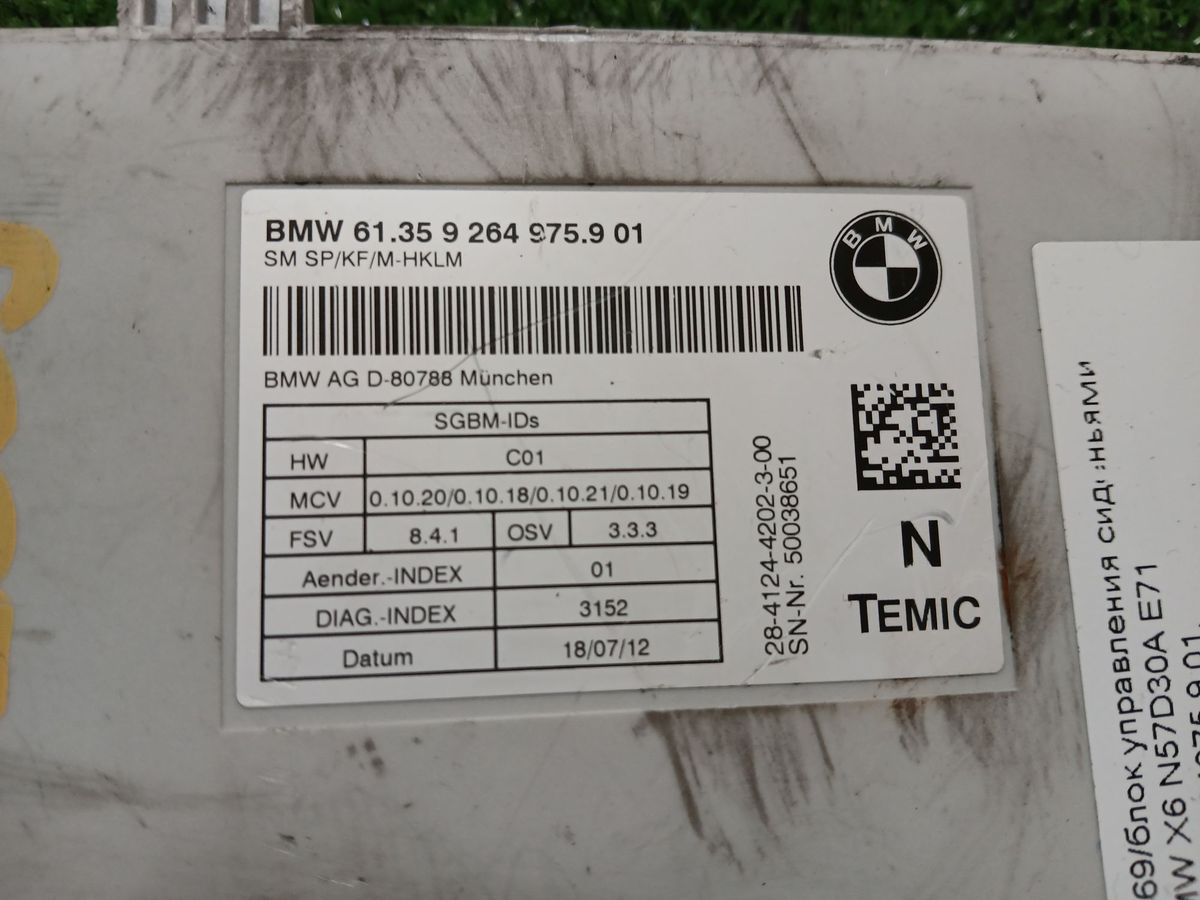 BMW 61.35 9 264 975.9 01
SM SP/KF/M-HKLM
BMW
BMW AG D-80788 München
SGBM-IDs
HW C01
MCV 0.10.20/0.10.18/0.10.21/0.10.19
FSV 8.4.1 OSV 3.3.3
Aender.-INDEX 01
DIAG.-INDEX 3152
Datum 18/07/12
28-4124-4202-3-00
SN-Nr. 50038651
N
TEMIC
69/блок управления
X6 N57D30A E71